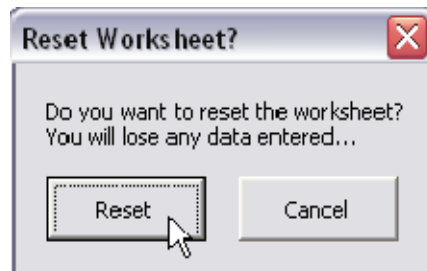 Reset Worksheet?
Do you want to reset the worksheet?
You will lose any data entered...
Reset
Cancel